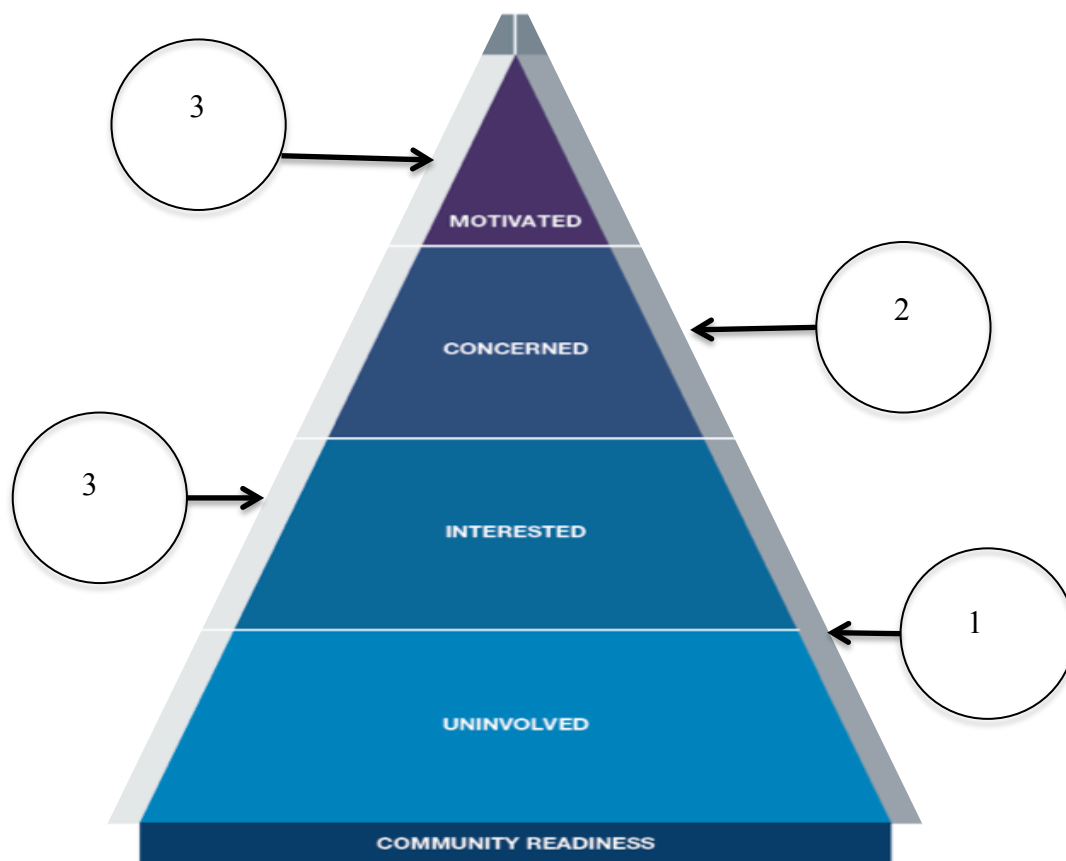 3
MOTIVATED
2
CONCERNED
3
INTERESTED
1
UNINVOLVED
COMMUNITY READINESS